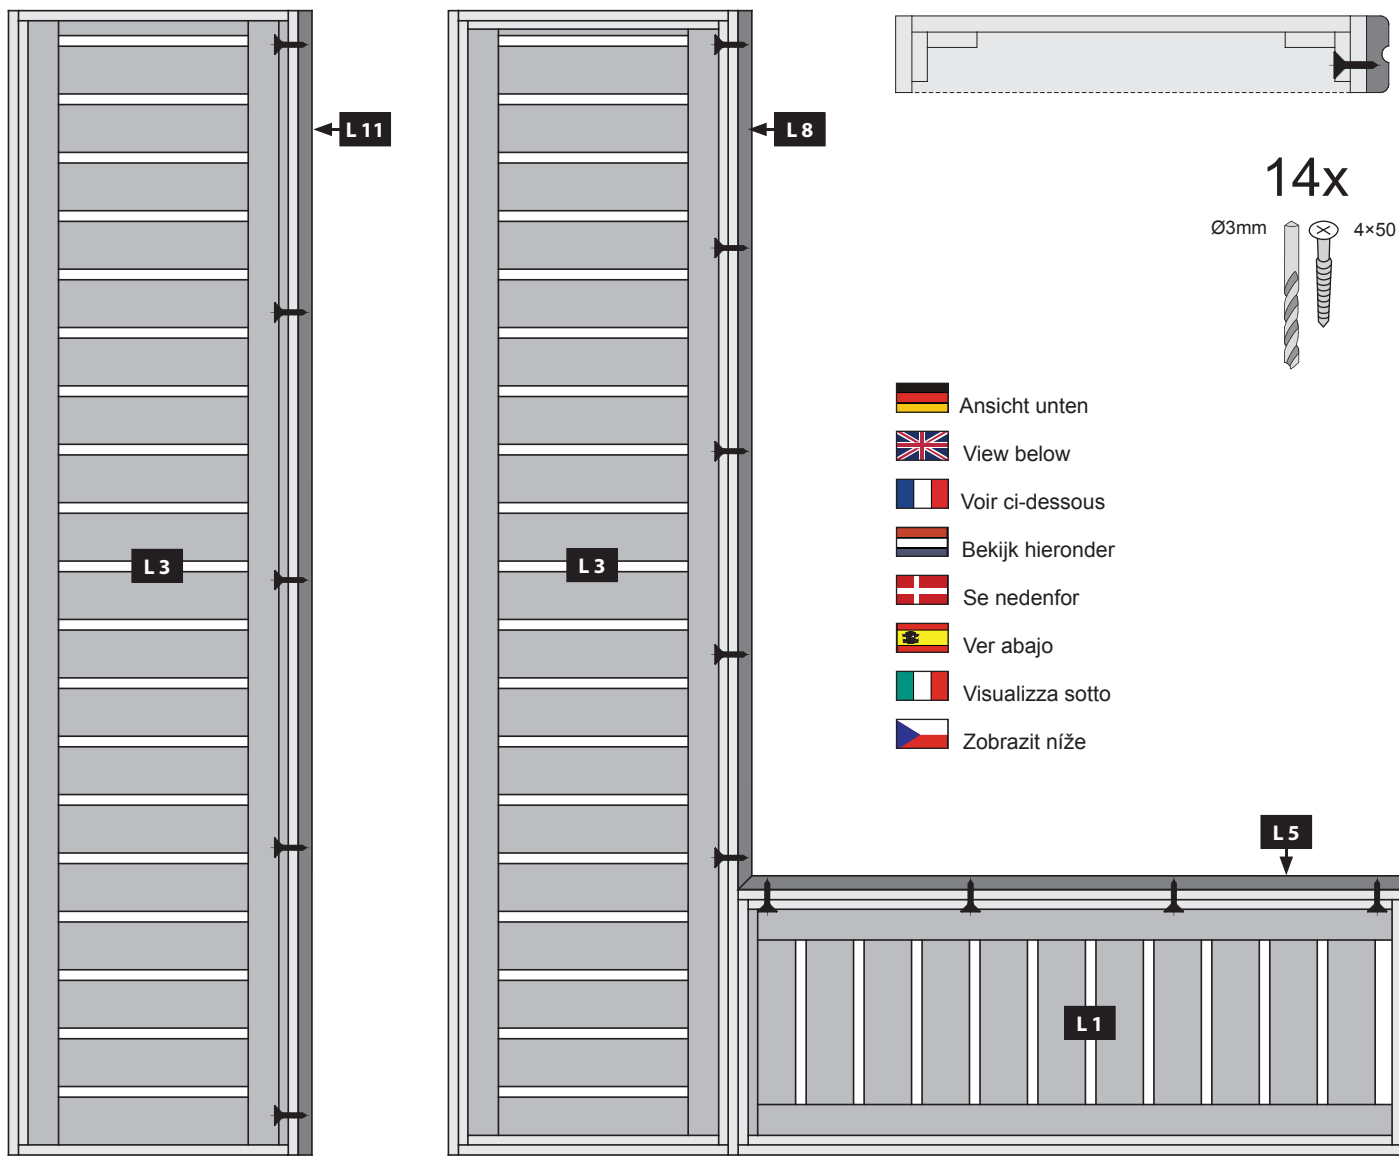 L 11
L 8
14x
Ø3mm
4×50
Ansicht unten
View below
Voir ci-dessous
Bekijk hieronder
Se nedenfor
Ver abajo
Visualizza sotto
Zobrazit níže
L 3
L 3
L 5
L 1